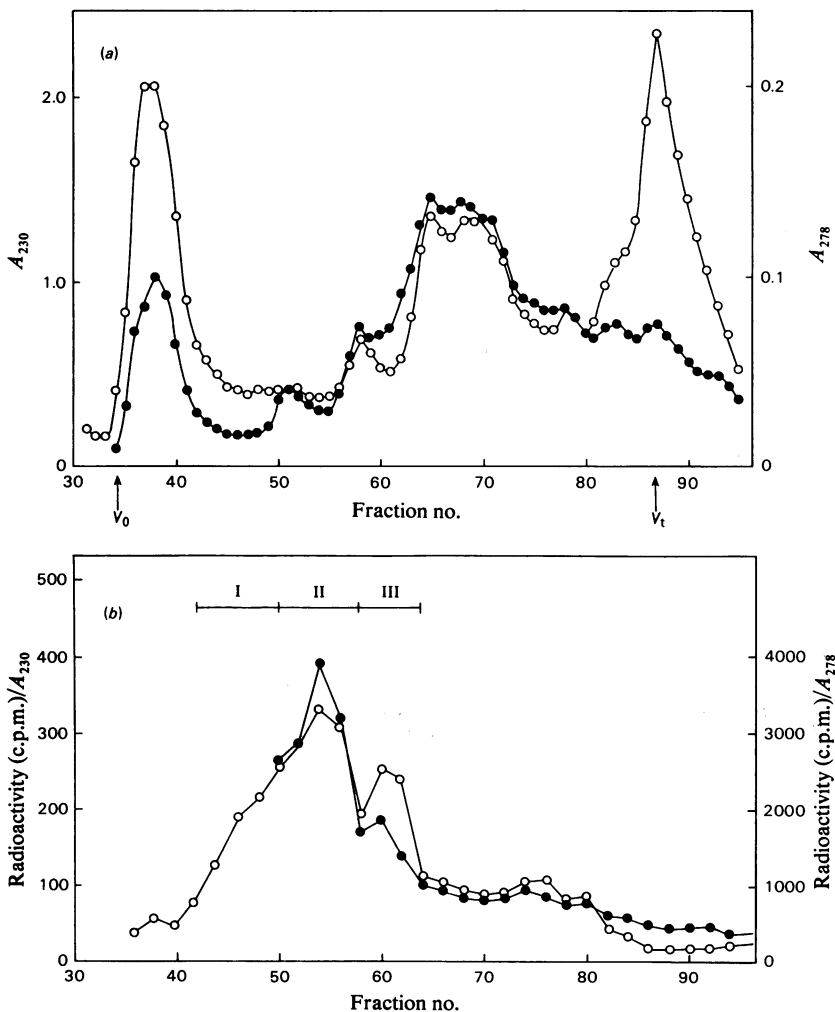 (a)
2.0
1.0
0
A230
0.2
0.1
0
A278
30 40 50 60 70 80 90
V0 Fraction no. Vt
(b)
I II III
500
400
300
200
100
0
Radioactivity (c.p.m.)/A230
4000
3000
2000
1000
0
Radioactivity (c.p.m.)/A278
30 40 50 60 70 80 90
Fraction no.